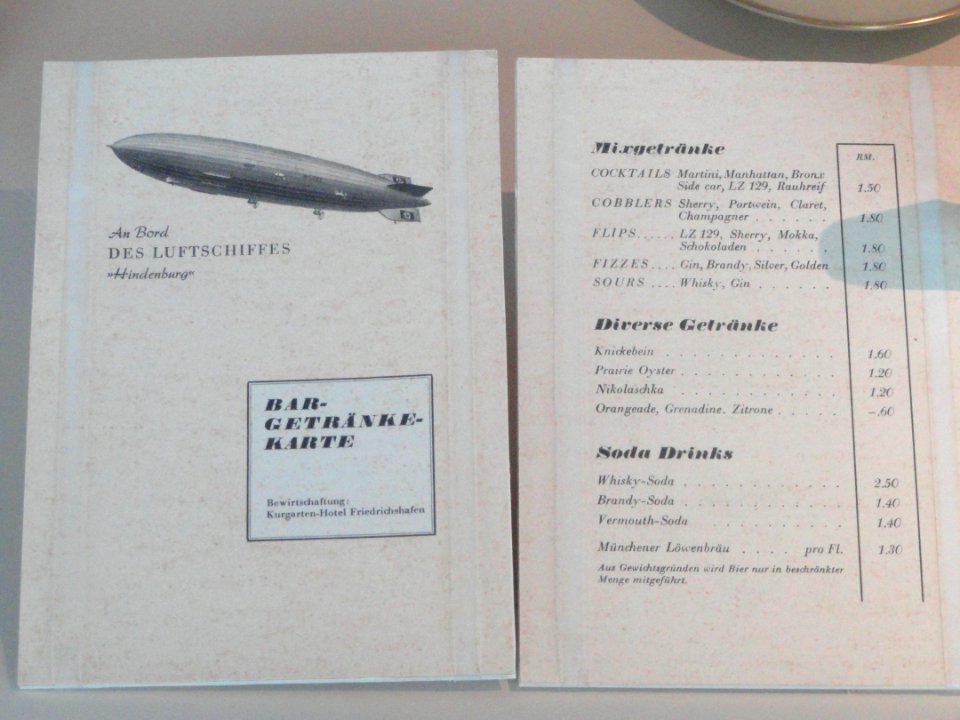 An Bord
DES LUFTSCHIFFES
»Hindenburg«
BAR-
GETRÄNKE-
KARTE
Bewirtschaftung:
Kurgarten-Hotel Friedrichshafen
Mixgetränke
RM.
COCKTAILS Martini, Manhattan, Bronx
Side car, LZ 129, Rauhreif 1.50
COBBLERS Sherry, Portwein, Claret,
Champagner . . . . . . 1.80
FLIPS...... LZ 129, Sherry, Mokka,
Schokoladen . . . . . . 1.80
FIZZES .... Gin, Brandy, Silver, Golden 1.80
SOURS .... Whisky, Gin . . . . . . 1.80
Diverse Getränke
Knickebein . . . . . . . . . . . . 1.60
Prairie Oyster . . . . . . . . . . . 1.20
Nikolaschka . . . . . . . . . . . . 1.20
Orangeade, Grenadine, Zitrone . . . . . -.60
Soda Drinks
Whisky-Soda . . . . . . . . . . . 2.50
Brandy-Soda . . . . . . . . . . . 1.40
Vermouth-Soda . . . . . . . . . . 1.40
Münchener Löwenbräu . . . . pro Fl. 1.30
Aus Gewichtsgründen wird Bier nur in beschränkter
Menge mitgeführt.